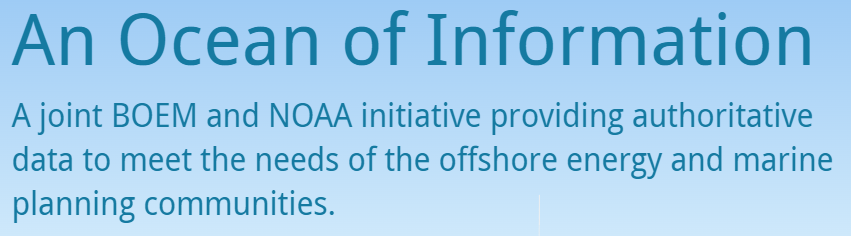 An Ocean of Information
A joint BOEM and NOAA initiative providing authoritative
data to meet the needs of the offshore energy and marine
planning communities.